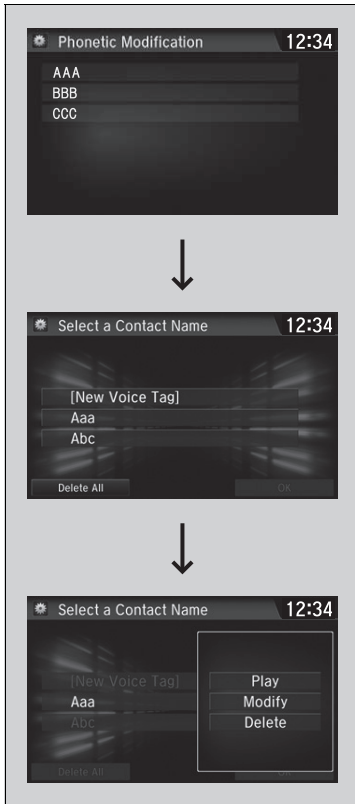 Phonetic Modification 12:34
AAA
BBB
CCC
Select a Contact Name 12:34
[New Voice Tag]
Aaa
Abc
Delete All OK
Select a Contact Name 12:34
[New Voice Tag] Play
Aaa Modify
Abc Delete
Delete All OK